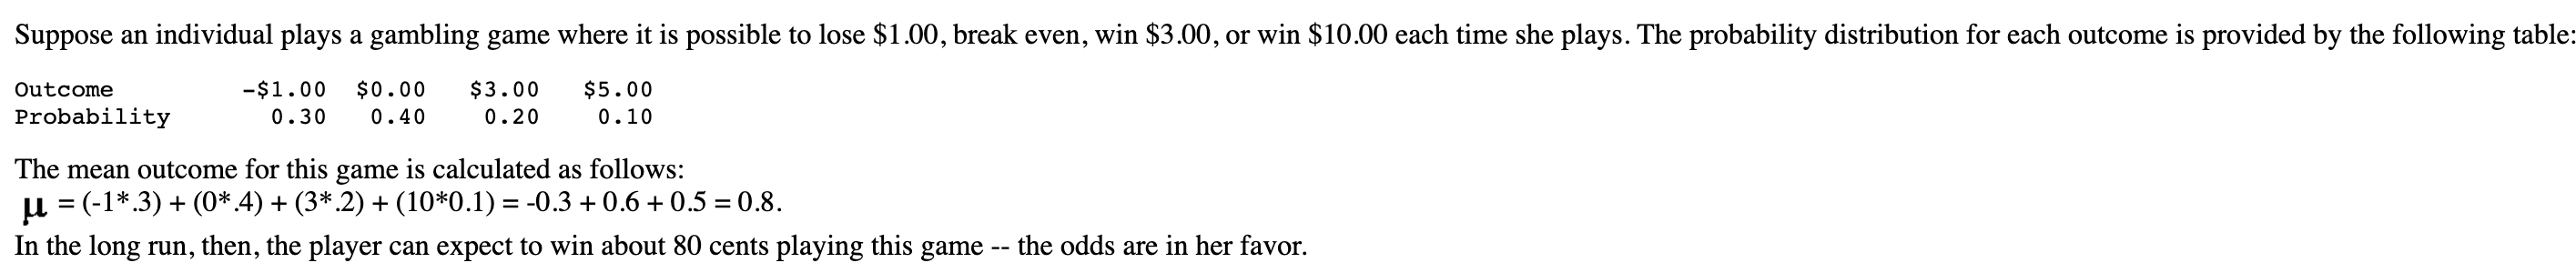 Suppose an individual plays a gambling game where it is possible to lose $1.00, break even, win $3.00, or win $10.00 each time she plays. The probability distribution for each outcome is provided by the following table:
Outcome -$1.00 $0.00 $3.00 $5.00
Probability 0.30 0.40 0.20 0.10
The mean outcome for this game is calculated as follows:
μ = (-1*.3) + (0*.4) + (3*.2) + (10*0.1) = -0.3 + 0.6 + 0.5 = 0.8.
In the long run, then, the player can expect to win about 80 cents playing this game -- the odds are in her favor.